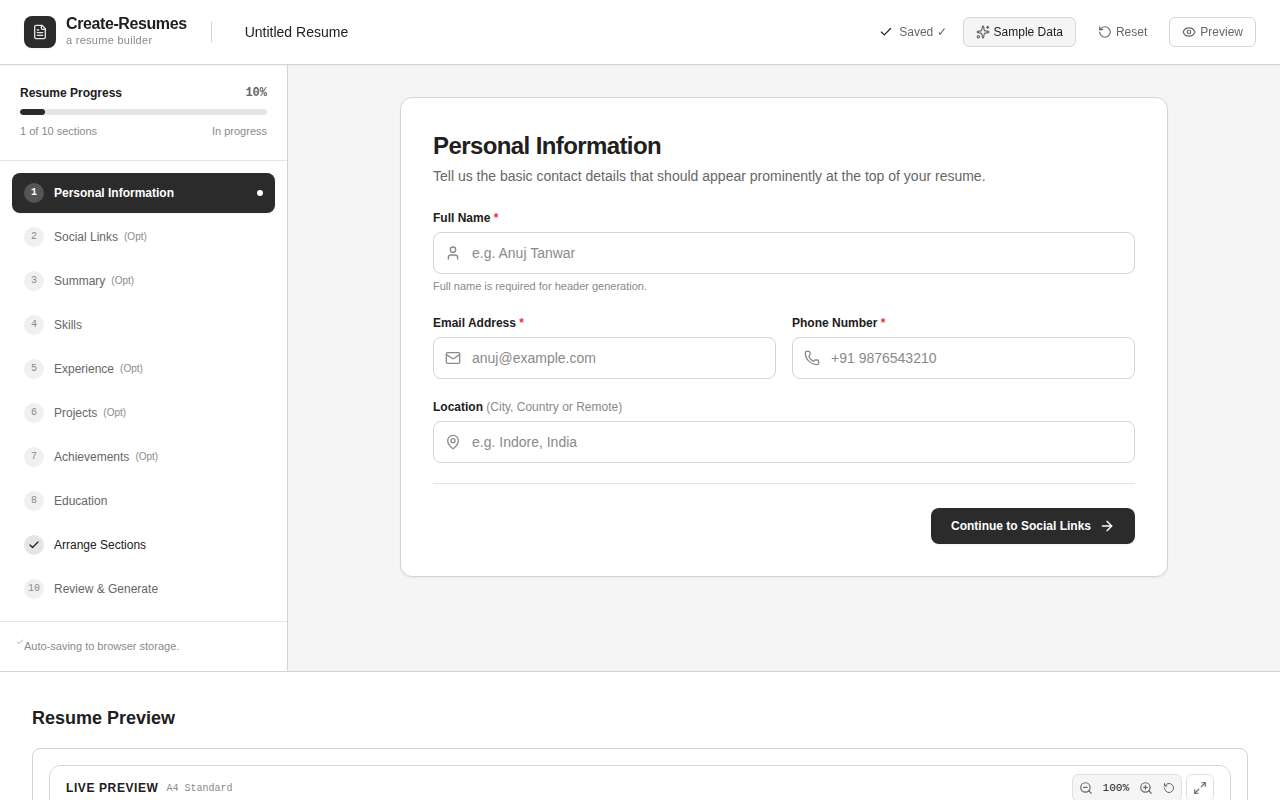 Create-Resumes
a resume builder
Untitled Resume
Saved ✓
Sample Data
Reset
Preview
Resume Progress
10%
1 of 10 sections
In progress
1 Personal Information
2 Social Links (Opt)
3 Summary (Opt)
4 Skills
5 Experience (Opt)
6 Projects (Opt)
7 Achievements (Opt)
8 Education
Arrange Sections
10 Review & Generate
Auto-saving to browser storage.
Personal Information
Tell us the basic contact details that should appear prominently at the top of your resume.
Full Name *
e.g. Anuj Tanwar
Full name is required for header generation.
Email Address *
anuj@example.com
Phone Number *
+91 9876543210
Location (City, Country or Remote)
e.g. Indore, India
Continue to Social Links
Resume Preview
LIVE PREVIEW A4 Standard
100%